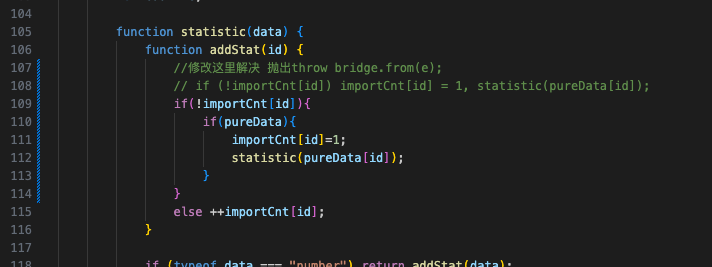 104
105 function statistic(data) {
106 function addStat(id) {
107 //修改这里解决 抛出throw bridge.from(e);
108 // if (!importCnt[id]) importCnt[id] = 1, statistic(pureData[id]);
109 if(!importCnt[id]){
110 if(pureData){
111 importCnt[id]=1;
112 statistic(pureData[id]);
113 }
114 }
115 else ++importCnt[id];
116 }
117
118 if (typeof data === "number") return addStat(data);